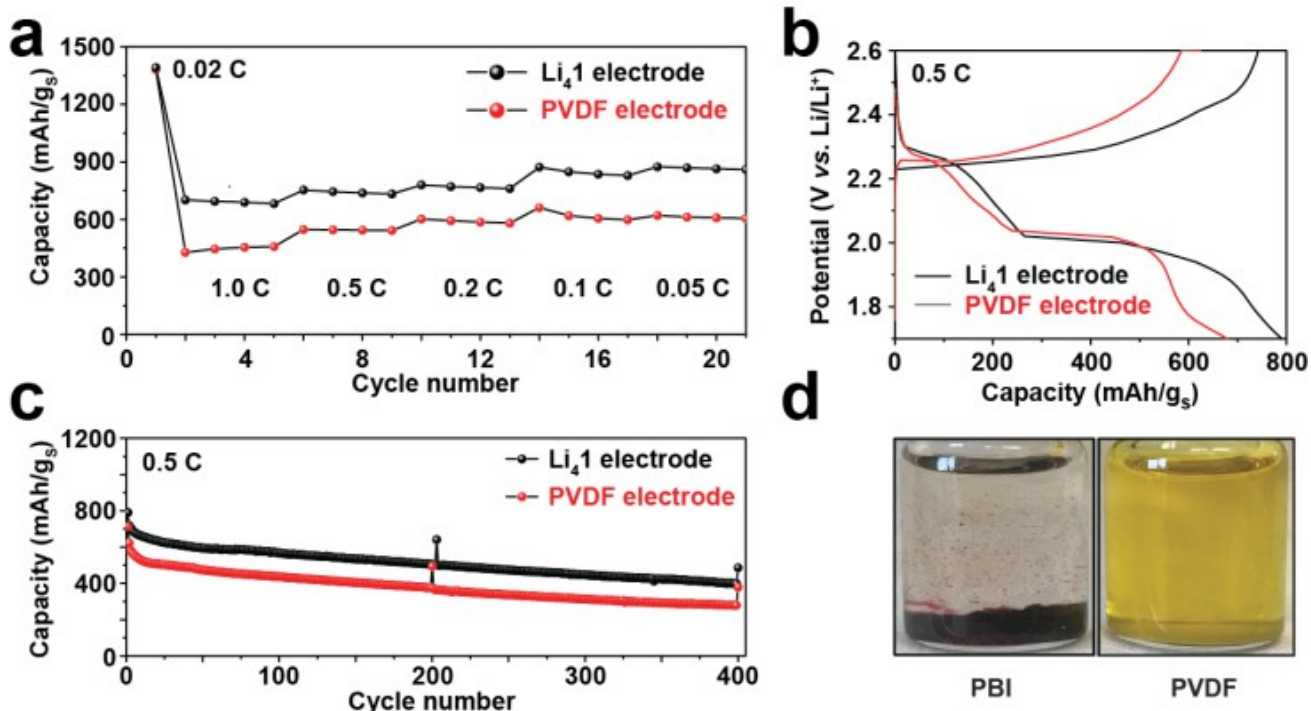 a
1500
1200
900
600
300
0
Capacity (mAh/gₛ)
0.02 C
Li₄1 electrode
PVDF electrode
1.0 C
0.5 C
0.2 C
0.1 C
0.05 C
0 4 8 12 16 20
Cycle number
b
2.6
2.4
2.2
2.0
1.8
Potential (V vs. Li/Li⁺)
0.5 C
Li₄1 electrode
PVDF electrode
0 200 400 600 800
Capacity (mAh/gₛ)
c
1200
800
400
0
Capacity (mAh/gₛ)
0.5 C
Li₄1 electrode
PVDF electrode
0 100 200 300 400
Cycle number
d
PBI
PVDF